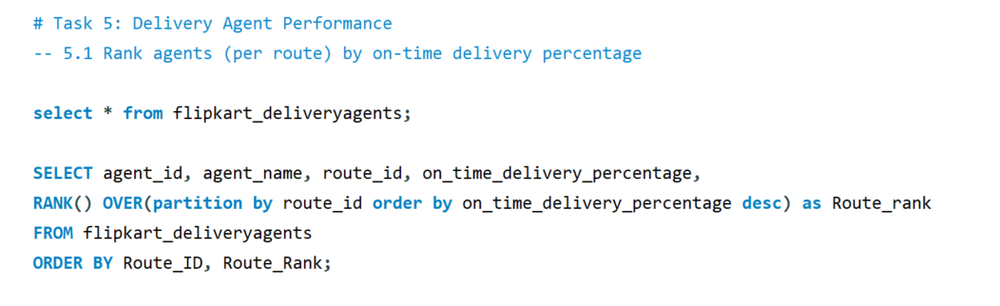 # Task 5: Delivery Agent Performance
-- 5.1 Rank agents (per route) by on-time delivery percentage
select * from flipkart_deliveryagents;
SELECT agent_id, agent_name, route_id, on_time_delivery_percentage,
RANK() OVER(partition by route_id order by on_time_delivery_percentage desc) as Route_rank
FROM flipkart_deliveryagents
ORDER BY Route_ID, Route_Rank;